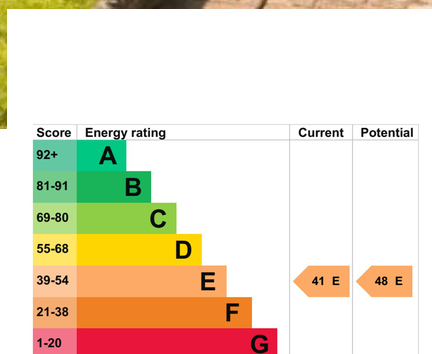 Score Energy rating Current Potential
92+ A
81-91 B
69-80 C
55-68 D
39-54 E 41 E 48 E
21-38 F
1-20 G